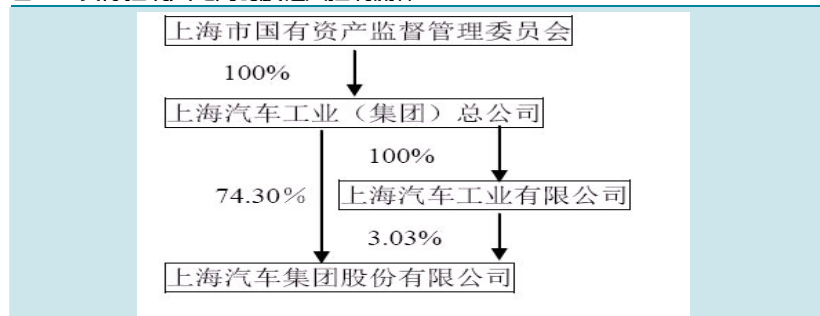 上海市国有资产监督管理委员会
100%
上海汽车工业（集团）总公司
100%
74.30%
上海汽车工业有限公司
3.03%
上海汽车集团股份有限公司